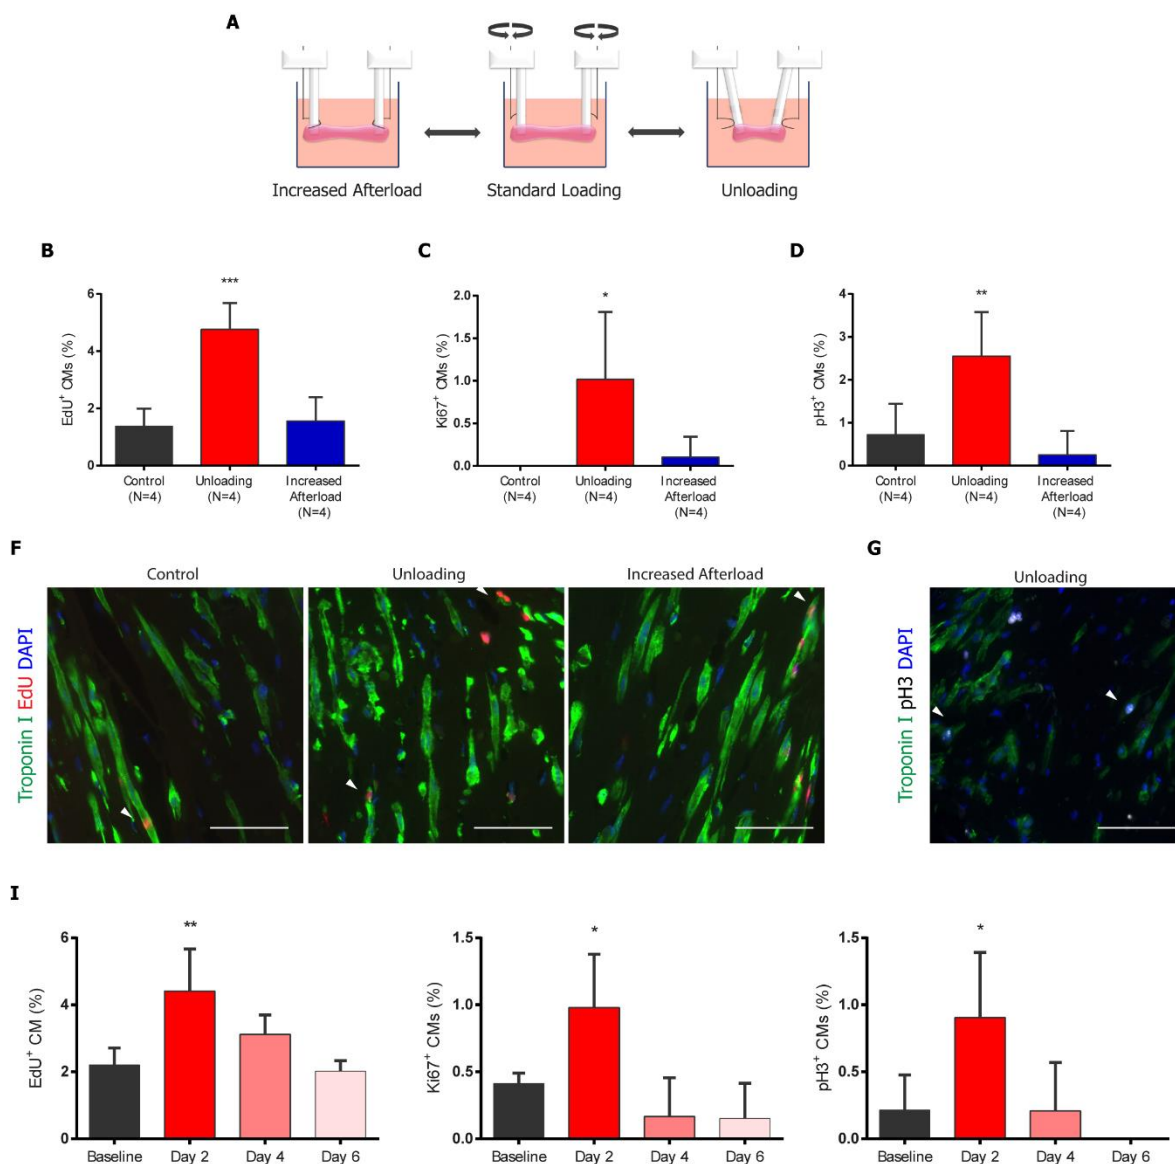 A
Increased Afterload
Standard Loading
Unloading
B
EdU+ CMs (%)
6
4
2
0
***
Control
(N=4)
Unloading
(N=4)
Increased
Afterload
(N=4)
C
Ki67+ CMs (%)
2.0
1.5
1.0
0.5
0.0
*
Control
(N=4)
Unloading
(N=4)
Increased
Afterload
(N=4)
D
pH3+ CMs (%)
4
3
2
1
0
**
Control
(N=4)
Unloading
(N=4)
Increased
Afterload
(N=4)
F
Troponin I EdU DAPI
Control
Unloading
Increased Afterload
G
Troponin I pH3 DAPI
Unloading
I
EdU+ CM (%)
6
4
2
0
**
Baseline
Day 2
Day 4
Day 6
Ki67+ CMs (%)
1.5
1.0
0.5
0.0
*
Baseline
Day 2
Day 4
Day 6
pH3+ CMs (%)
1.5
1.0
0.5
0.0
*
Baseline
Day 2
Day 4
Day 6